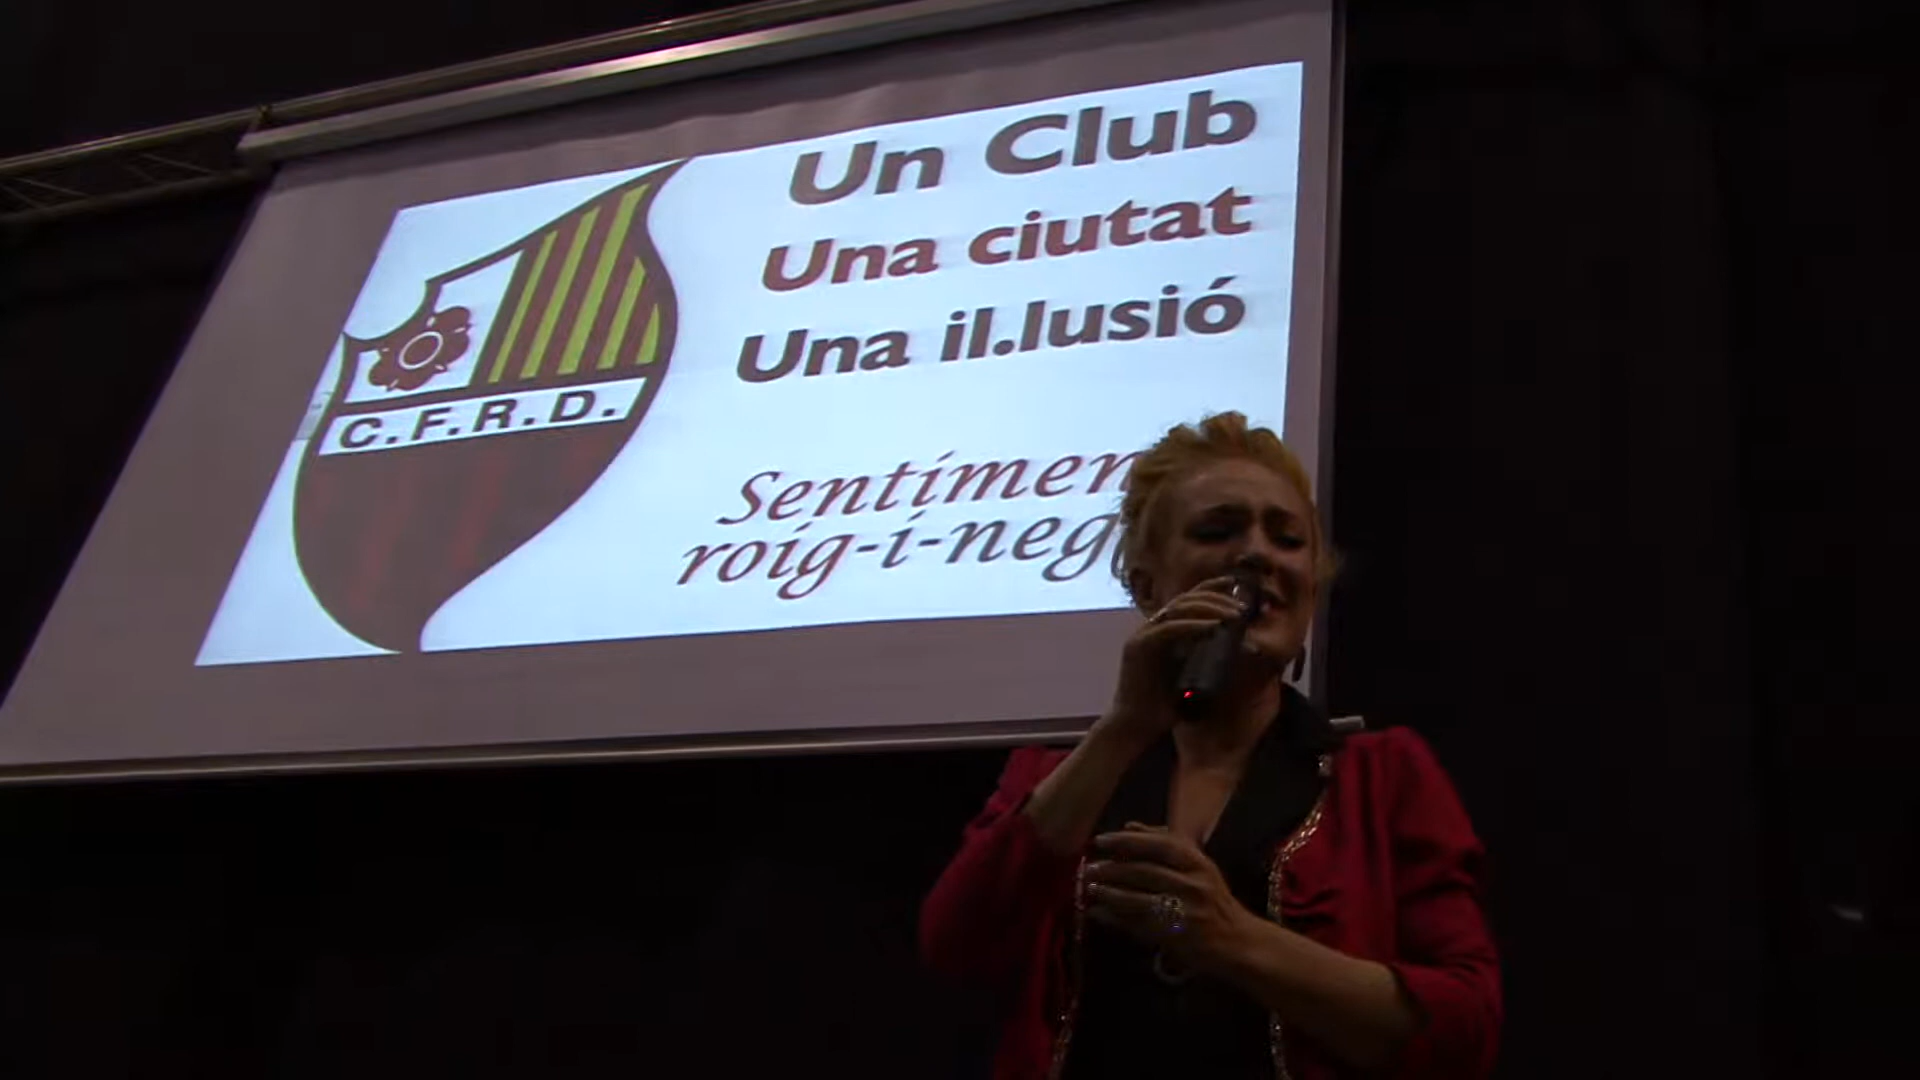 Un Club
Una ciutat
Una il.lusió
C.F.R.D.
Sentimen
roig-i-neg